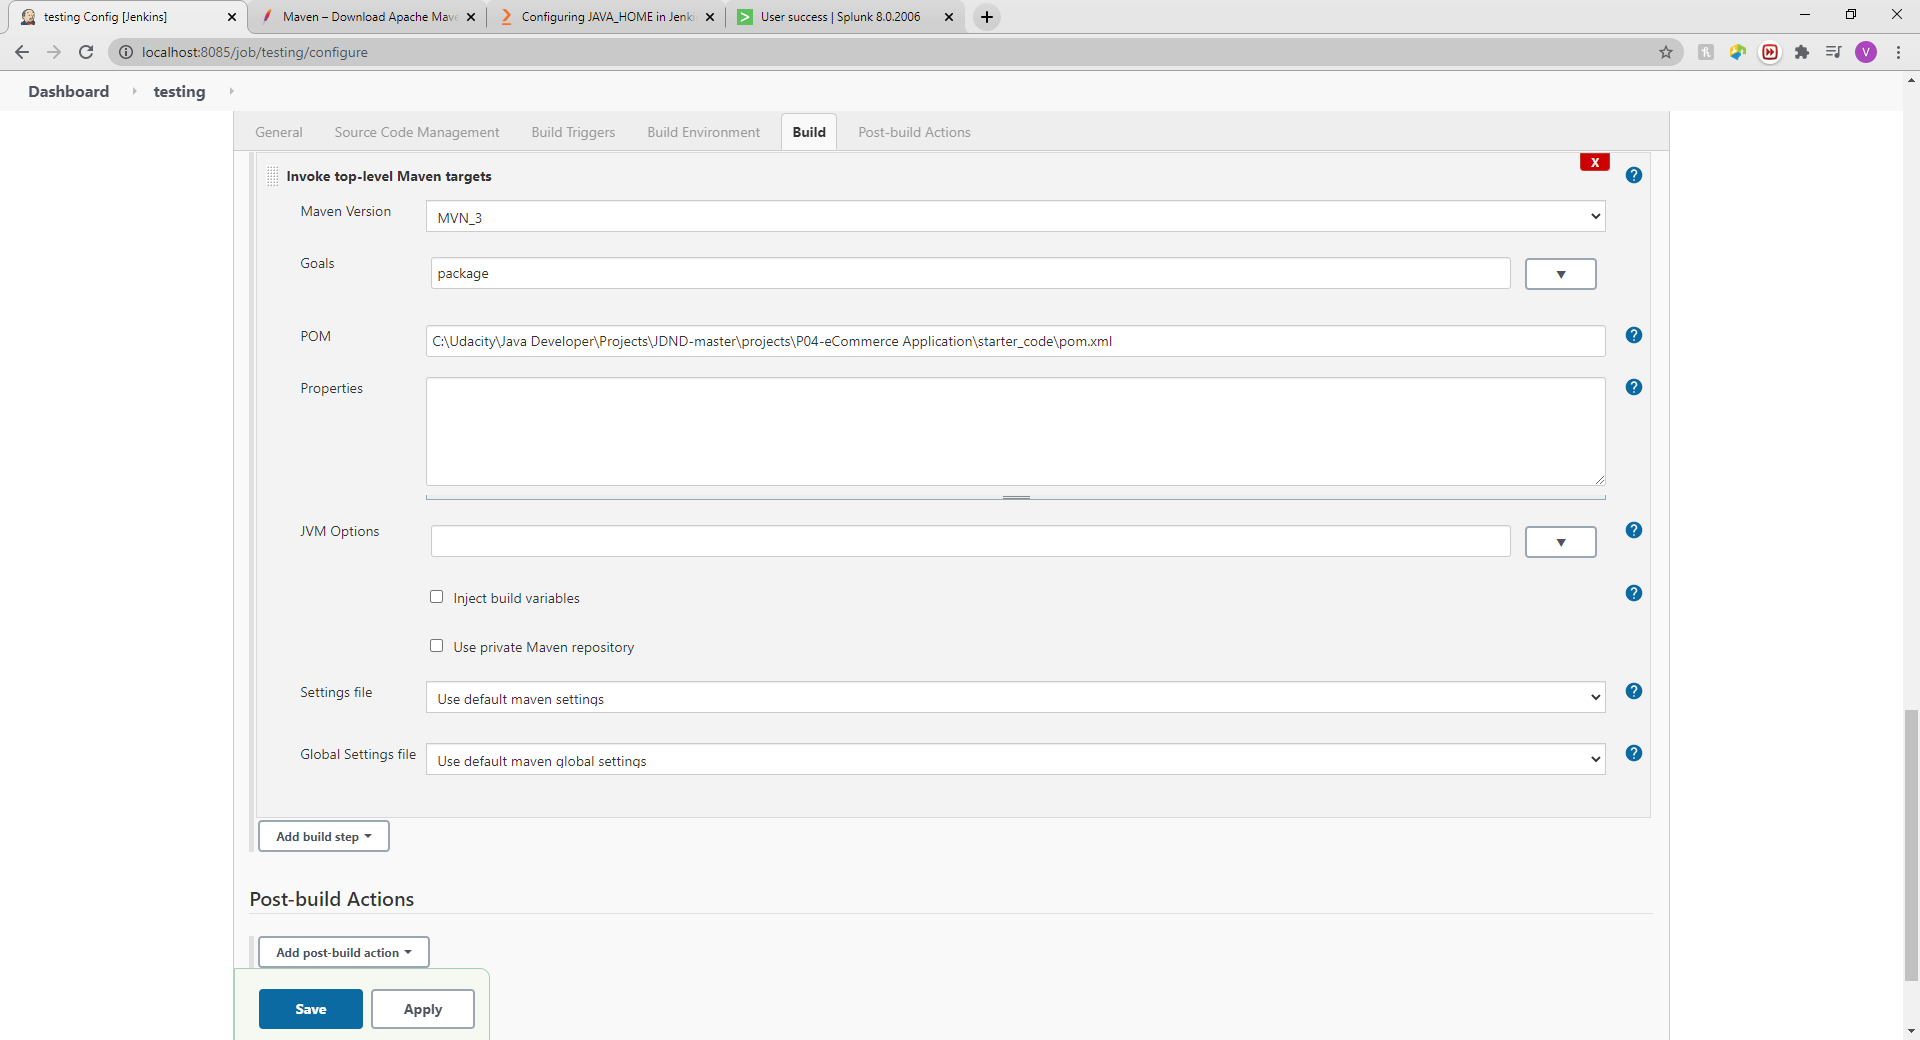 testing Config [Jenkins]
Maven – Download Apache Mav
Configuring JAVA_HOME in Jenki
User success | Splunk 8.0.2006
localhost:8085/job/testing/configure
V
Dashboard
testing
General
Source Code Management
Build Triggers
Build Environment
Build
Post-build Actions
Invoke top-level Maven targets
X
?
Maven Version
MVN_3
Goals
package
POM
C:\Udacity\Java Developer\Projects\JDND-master\projects\P04-eCommerce Application\starter_code\pom.xml
?
Properties
?
JVM Options
?
Inject build variables
?
Use private Maven repository
Settings file
Use default maven settings
?
Global Settings file
Use default maven global settings
?
Add build step
Post-build Actions
Add post-build action
Save
Apply